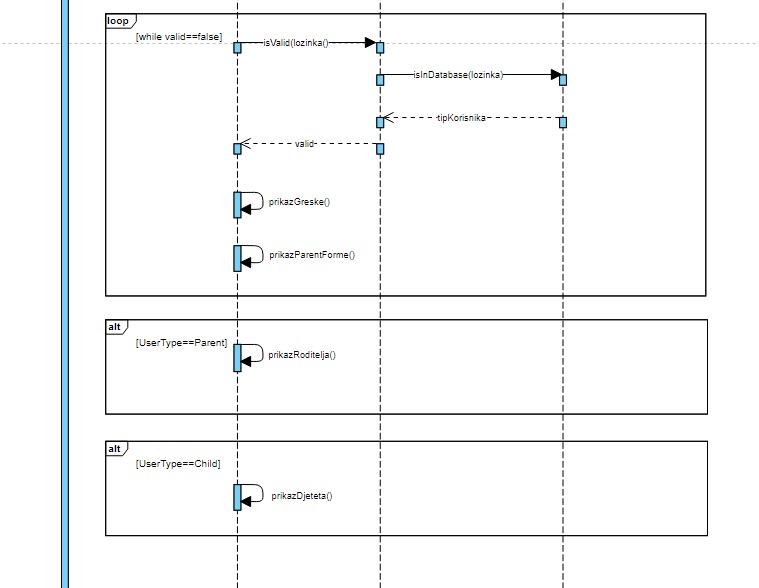 loop
[while valid==false]
isValid(lozinka()
isInDatabase(lozinka)
tipKorisnika
valid
prikazGreske()
prikazParentForme()
alt
[UserType==Parent]
prikazRoditelja()
alt
[UserType==Child]
prikazDjeteta()